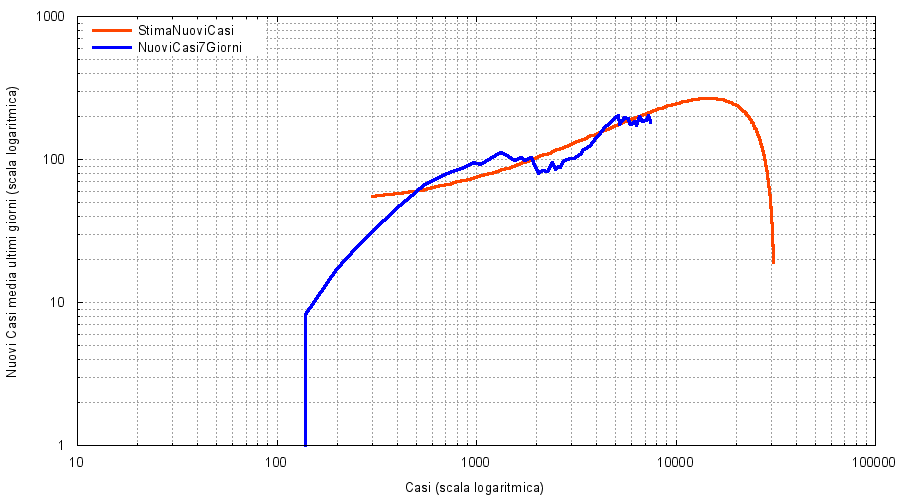 1000
StimaNuoviCasi
NuoviCasi7Giorni
100
10
1
Nuovi Casi media ultimi giorni (scala logaritmica)
10
100
1000
10000
100000
Casi (scala logaritmica)